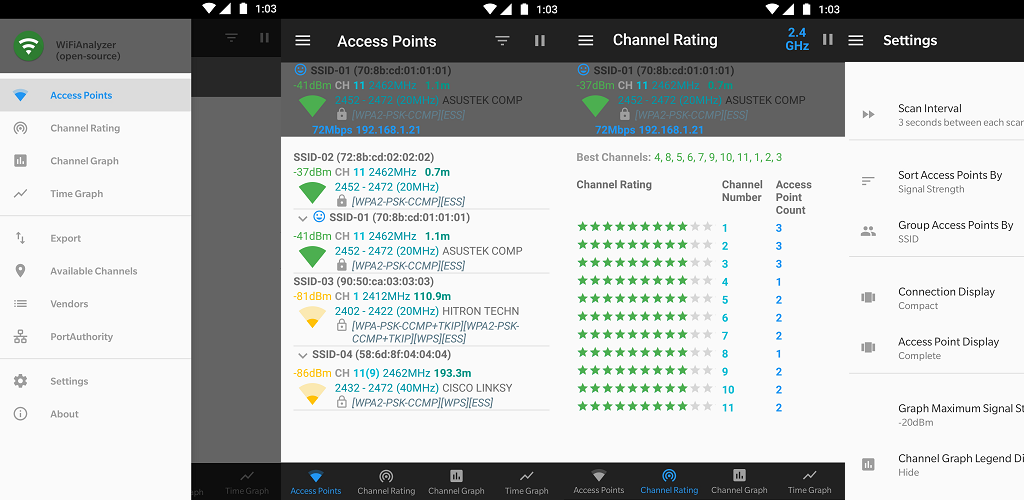 1:03
WiFiAnalyzer
(open-source)
Access Points
Channel Rating
Channel Graph
Time Graph
Export
Available Channels
Vendors
PortAuthority
Settings
About
Time Graph
1:03
Access Points
SSID-01 (70:8b:cd:01:01:01)
-41dBm CH 11 2462MHz 1.1m
2452 - 2472 (20MHz) ASUSTEK COMP
[WPA2-PSK-CCMP][ESS]
72Mbps 192.168.1.21
SSID-02 (72:8b:cd:02:02:02)
-37dBm CH 11 2462MHz 0.7m
2452 - 2472 (20MHz)
[WPA2-PSK-CCMP][ESS]
SSID-01 (70:8b:cd:01:01:01)
-41dBm CH 11 2462MHz 1.1m
2452 - 2472 (20MHz) ASUSTEK COMP
[WPA2-PSK-CCMP][ESS]
SSID-03 (90:50:ca:03:03:03)
-81dBm CH 1 2412MHz 110.9m
2402 - 2422 (20MHz) HITRON TECHN
[WPA-PSK-CCMP+TKIP][WPA2-PSK-
CCMP+TKIP][WPS][ESS]
SSID-04 (58:6d:8f:04:04:04)
-86dBm CH 11(9) 2462MHz 193.3m
2432 - 2472 (40MHz) CISCO LINKSY
[WPA2-PSK-CCMP][WPS][ESS]
Access Points Channel Rating Channel Graph Time Graph
1:03
Channel Rating 2.4
GHz
SSID-01 (70:8b:cd:01:01:01)
-37dBm CH 11 2462MHz 0.7m
2452 - 2472 (20MHz) ASUSTEK COMP
[WPA2-PSK-CCMP][ESS]
72Mbps 192.168.1.21
Best Channels: 4, 8, 5, 6, 7, 9, 10, 11, 1, 2, 3
Channel Rating Channel Access
Number Point
Count
1 3
2 3
3 3
4 1
5 2
6 2
7 2
8 1
9 2
10 2
11 2
Access Points Channel Rating Channel Graph Time Graph
1:03
Settings
Scan Interval
3 seconds between each scan
Sort Access Points By
Signal Strength
Group Access Points By
SSID
Connection Display
Compact
Access Point Display
Complete
Graph Maximum Signal St
-20dBm
Channel Graph Legend Di
Hide